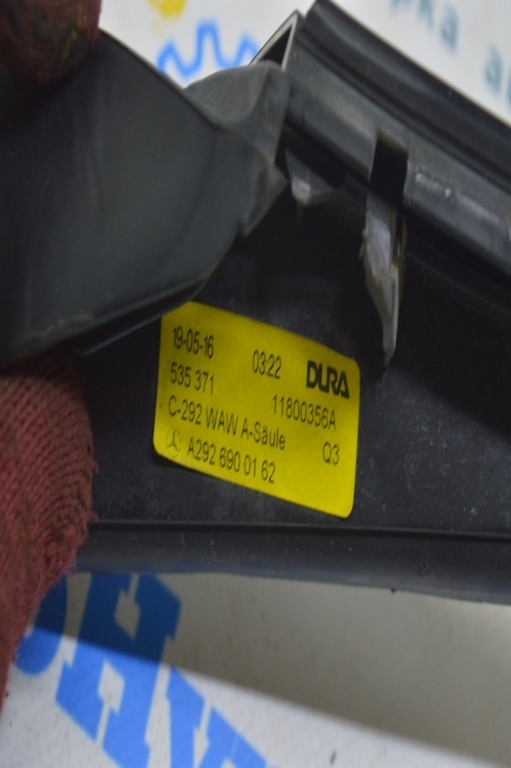 19-05-16 03:22 DURA
535 371 11800356A
C-292 WAW A-Säule Q3
A292 690 01 62